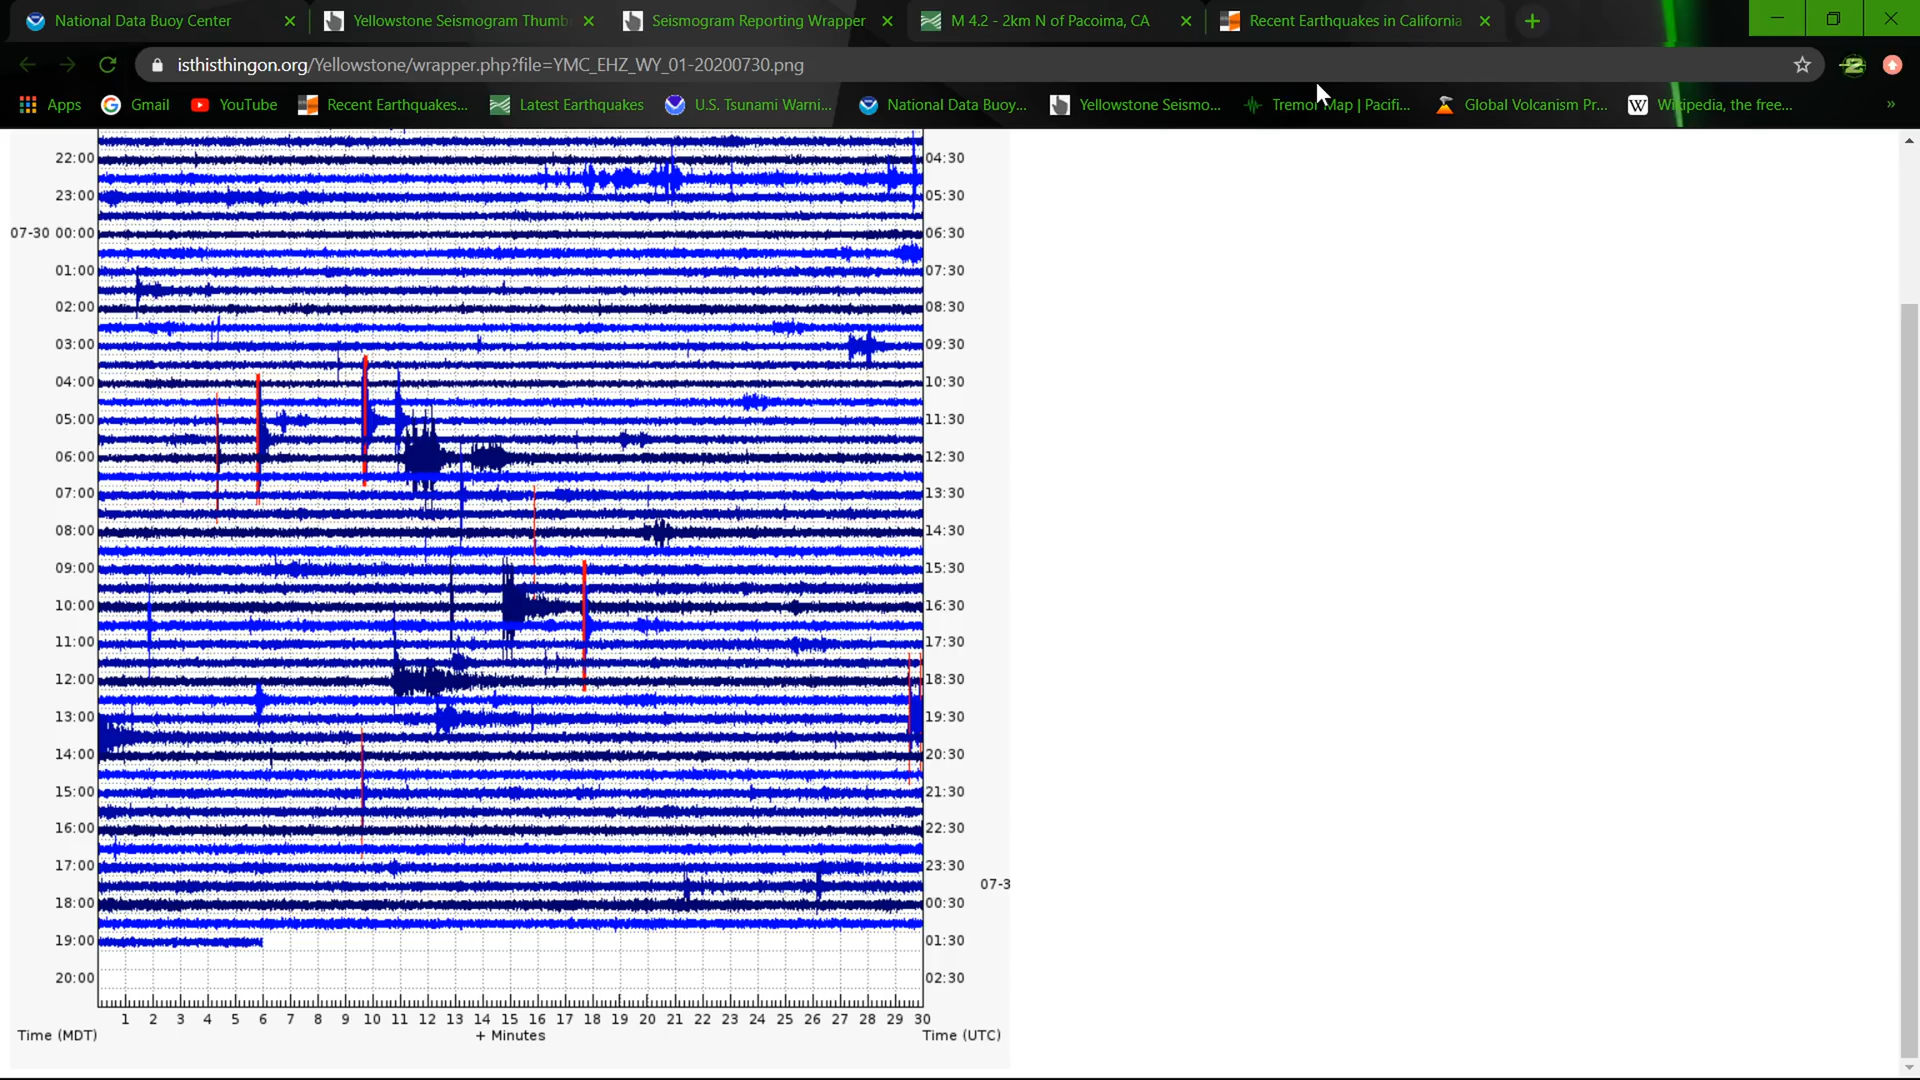 National Data Buoy Center
Yellowstone Seismogram Thumb
Seismogram Reporting Wrapper
M 4.2 - 2km N of Pacoima, CA
Recent Earthquakes in California
isthisthingon.org/Yellowstone/wrapper.php?file=YMC_EHZ_WY_01-20200730.png
Apps
Gmail
YouTube
Recent Earthquakes...
Latest Earthquakes
U.S. Tsunami Warni...
National Data Buoy...
Yellowstone Seismo...
Tremor Map | Pacifi...
Global Volcanism Pr...
Wikipedia, the free...
»
22:00 04:30
23:00 05:30
07-30 00:00 06:30
01:00 07:30
02:00 08:30
03:00 09:30
04:00 10:30
05:00 11:30
06:00 12:30
07:00 13:30
08:00 14:30
09:00 15:30
10:00 16:30
11:00 17:30
12:00 18:30
13:00 19:30
14:00 20:30
15:00 21:30
16:00 22:30
17:00 23:30
07-3
18:00 00:30
19:00 01:30
20:00 02:30
1 2 3 4 5 6 7 8 9 10 11 12 13 14 15 16 17 18 19 20 21 22 23 24 25 26 27 28 29 30
Time (MDT) + Minutes Time (UTC)